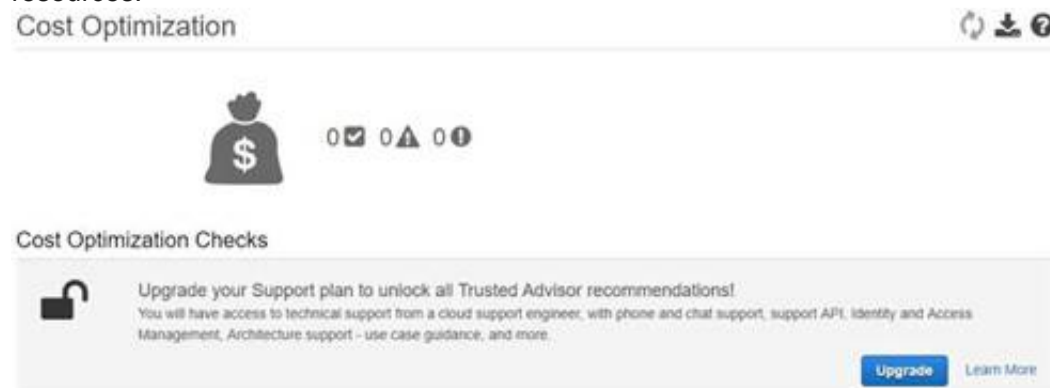 resources.
Cost Optimization
$
0 0 0
Cost Optimization Checks
Upgrade your Support plan to unlock all Trusted Advisor recommendations!
You will have access to technical support from a cloud support engineer, with phone and chat support, support API, Identity and Access
Management, Architecture support - use case guidance, and more.
Upgrade Learn More